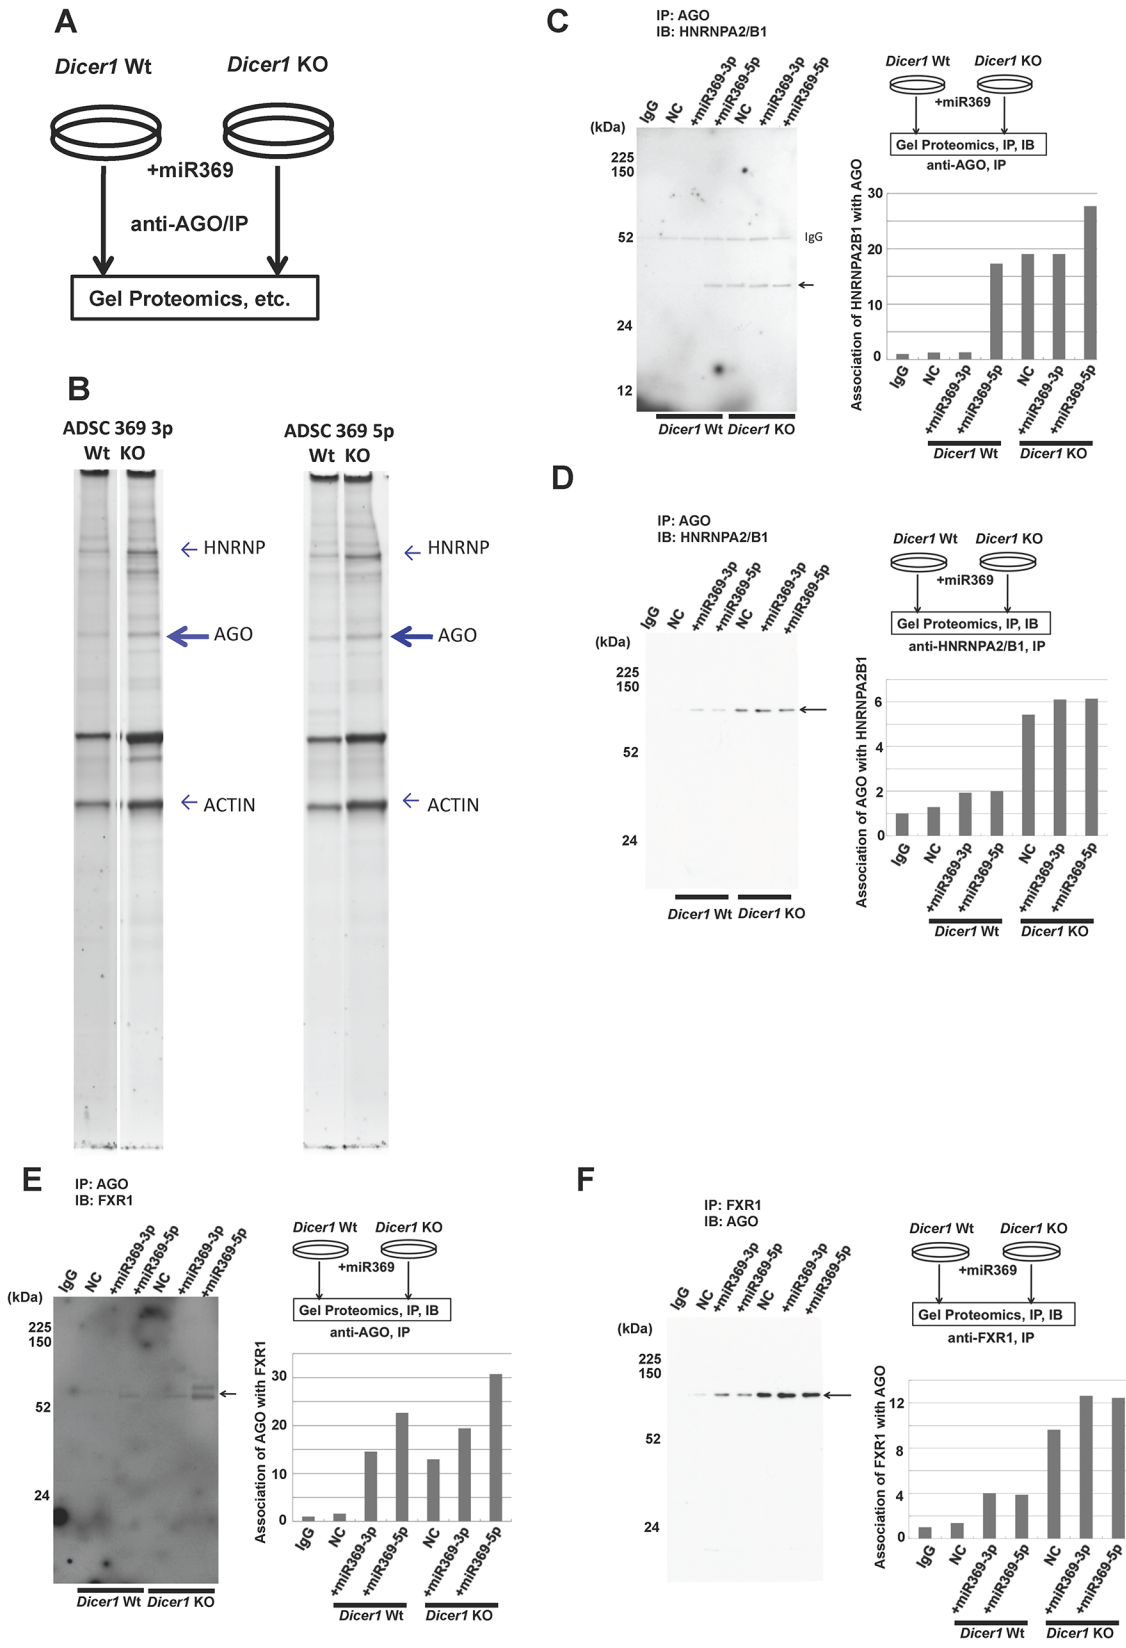 A
Dicer1 Wt
Dicer1 KO
+miR369
anti-AGO/IP
Gel Proteomics, etc.
B
ADSC 369 3p
Wt KO
HNRNP
AGO
ACTIN
ADSC 369 5p
Wt KO
HNRNP
AGO
ACTIN
C
IP: AGO
IB: HNRNPA2/B1
IgG
NC
+miR369-3p
+miR369-5p
NC
+miR369-3p
+miR369-5p
(kDa)
225
150
52
24
12
IgG
Dicer1 Wt
Dicer1 KO
Dicer1 Wt
Dicer1 KO
+miR369
Gel Proteomics, IP, IB
anti-AGO, IP
Association of HNRNPA2B1 with AGO
30
20
10
0
IgG
NC
+miR369-3p
+miR369-5p
NC
+miR369-3p
+miR369-5p
Dicer1 Wt
Dicer1 KO
D
IP: AGO
IB: HNRNPA2/B1
IgG
NC
+miR369-3p
+miR369-5p
NC
+miR369-3p
+miR369-5p
(kDa)
225
150
52
24
Dicer1 Wt
Dicer1 KO
Dicer1 Wt
Dicer1 KO
+miR369
Gel Proteomics, IP, IB
anti-HNRNPA2/B1, IP
Association of AGO with HNRNPA2B1
6
4
2
0
IgG
NC
+miR369-3p
+miR369-5p
NC
+miR369-3p
+miR369-5p
Dicer1 Wt
Dicer1 KO
E
IP: AGO
IB: FXR1
IgG
NC
+miR369-3p
+miR369-5p
NC
+miR369-3p
+miR369-5p
(kDa)
225
150
52
24
Dicer1 Wt
Dicer1 KO
Dicer1 Wt
Dicer1 KO
+miR369
Gel Proteomics, IP, IB
anti-AGO, IP
Association of AGO with FXR1
30
20
10
0
IgG
NC
+miR369-3p
+miR369-5p
NC
+miR369-3p
+miR369-5p
Dicer1 Wt
Dicer1 KO
F
IP: FXR1
IB: AGO
IgG
NC
+miR369-3p
+miR369-5p
NC
+miR369-3p
+miR369-5p
(kDa)
225
150
52
24
Dicer1 Wt
Dicer1 KO
+miR369
Gel Proteomics, IP, IB
anti-FXR1, IP
Association of FXR1 with AGO
12
8
4
0
IgG
NC
+miR369-3p
+miR369-5p
NC
+miR369-3p
+miR369-5p
Dicer1 Wt
Dicer1 KO